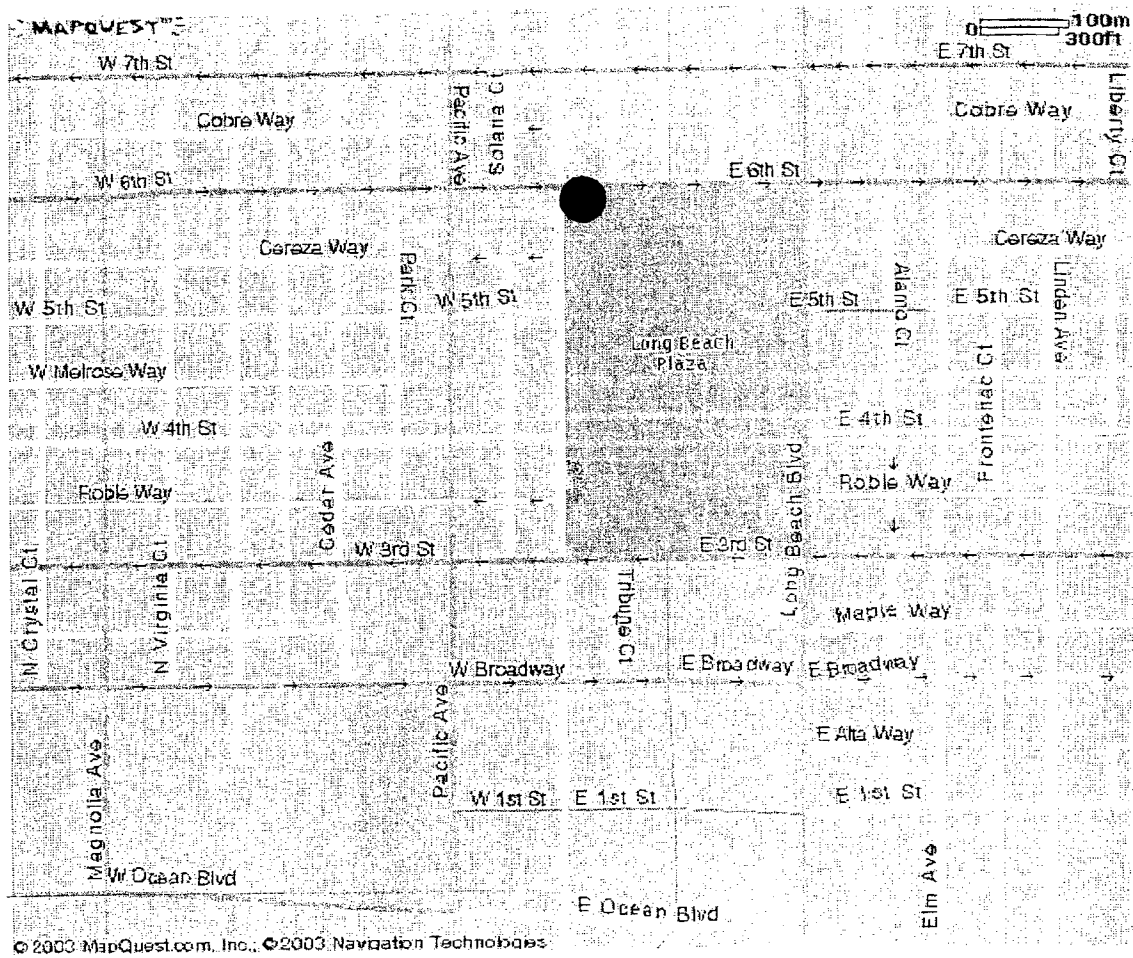 MAPQUEST
0 100m
300ft
W 7th St
E 7th St
Cobre Way
Pacific Ave
Solana Ct
Cobre Way
Liberty Ct
W 6th St
E 6th St
Cereza Way
Cereza Way
Park Ct
W 5th St
W 5th St
E 5th St
Alamo Ct
E 5th St
Linden Ave
Long Beach
Plaza
W Melrose Way
Frontenac Ct
W 4th St
E 4th St
Cedar Ave
Roble Way
Long Beach Blvd
Roble Way
W 3rd St
E 3rd St
N Crystal Ct
N Virginia Ct
Tribune Ct
Maple Way
W Broadway
E Broadway
E Broadway
Pacific Ave
Magnolia Ave
E Alta Way
W 1st St
E 1st St
E 1st St
W Ocean Blvd
E Ocean Blvd
Elm Ave
© 2003 MapQuest.com, Inc.; © 2003 Navigation Technologies